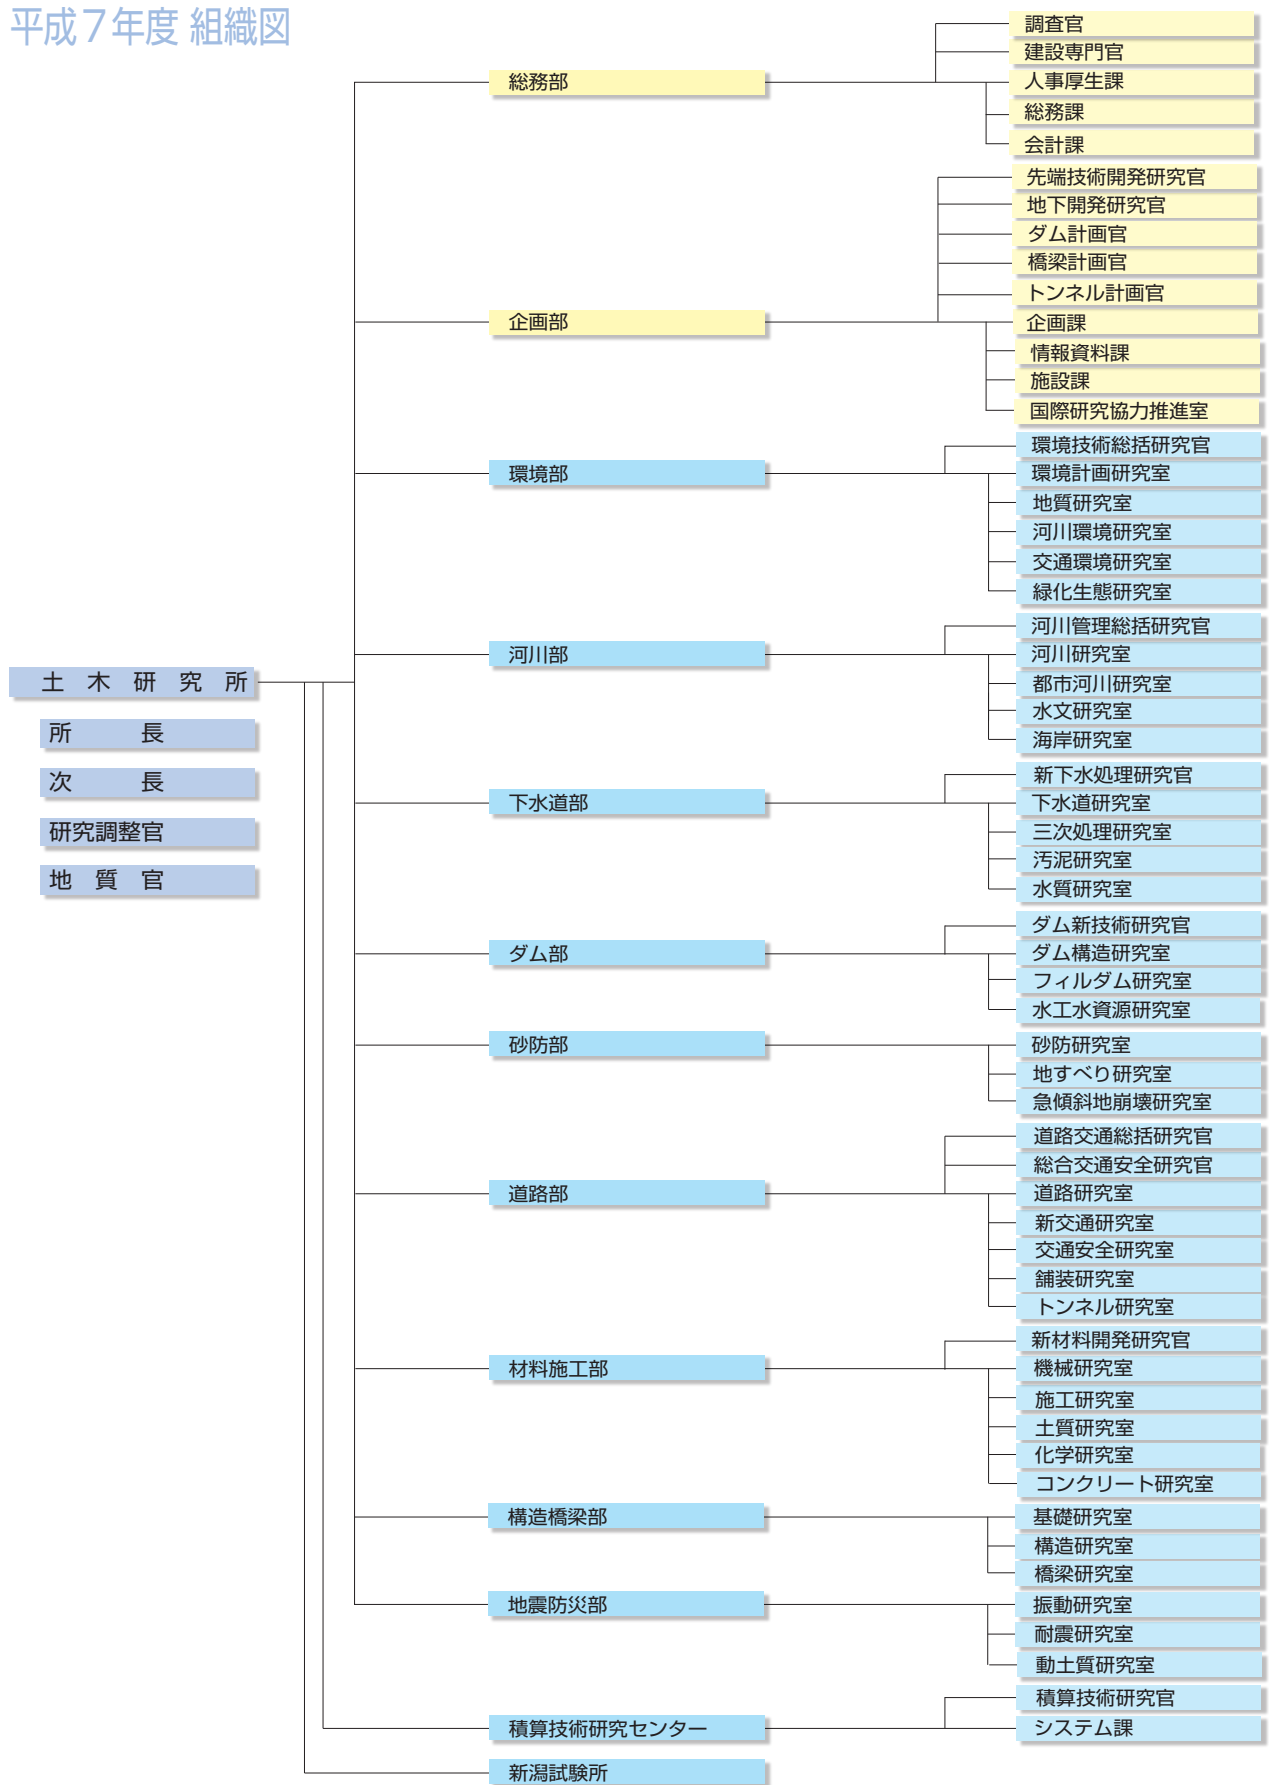 平成7年度 組織図
土木研究所
所長
次長
研究調整官
地質官
総務部
調査官
建設専門官
人事厚生課
総務課
会計課
企画部
先端技術開発研究官
地下開発研究官
ダム計画官
橋梁計画官
トンネル計画官
企画課
情報資料課
施設課
国際研究協力推進室
環境部
環境技術総括研究官
環境計画研究室
地質研究室
河川環境研究室
交通環境研究室
緑化生態研究室
河川部
河川管理総括研究官
河川研究室
都市河川研究室
水文研究室
海岸研究室
下水道部
新下水処理研究官
下水道研究室
三次処理研究室
汚泥研究室
水質研究室
ダム部
ダム新技術研究官
ダム構造研究室
フィルダム研究室
水工水資源研究室
砂防部
砂防研究室
地すべり研究室
急傾斜地崩壊研究室
道路部
道路交通総括研究官
総合交通安全研究官
道路研究室
新交通研究室
交通安全研究室
舗装研究室
トンネル研究室
材料施工部
新材料開発研究官
機械研究室
施工研究室
土質研究室
化学研究室
コンクリート研究室
構造橋梁部
基礎研究室
構造研究室
橋梁研究室
地震防災部
振動研究室
耐震研究室
動土質研究室
積算技術研究センター
積算技術研究官
システム課
新潟試験所